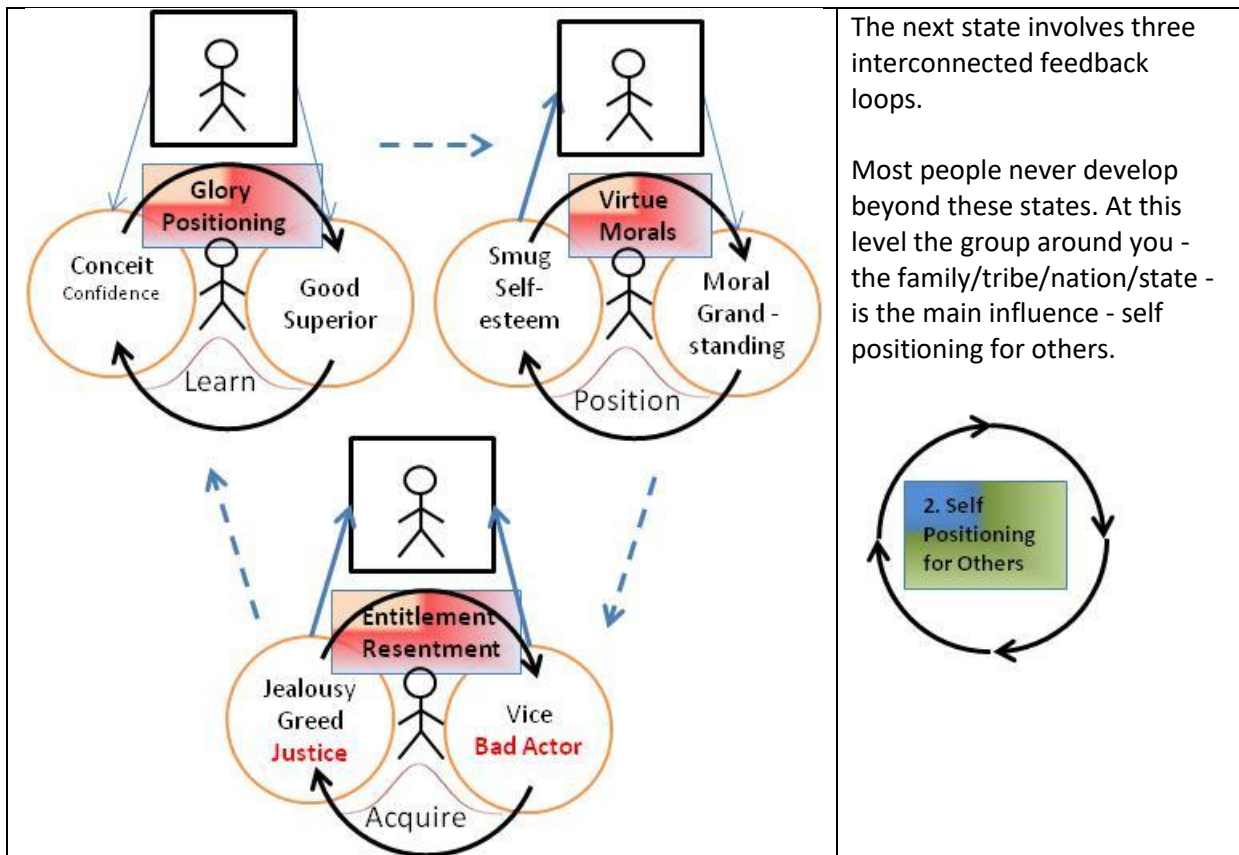 Glory
Positioning
Conceit
Confidence
Good
Superior
Learn
Virtue
Morals
Smug
Self-
esteem
Moral
Grand -
standing
Position
Entitlement
Resentment
Jealousy
Greed
Justice
Vice
Bad Actor
Acquire
The next state involves three
interconnected feedback
loops.
Most people never develop
beyond these states. At this
level the group around you -
the family/tribe/nation/state -
is the main influence - self
positioning for others.
2. Self
Positioning
for Others